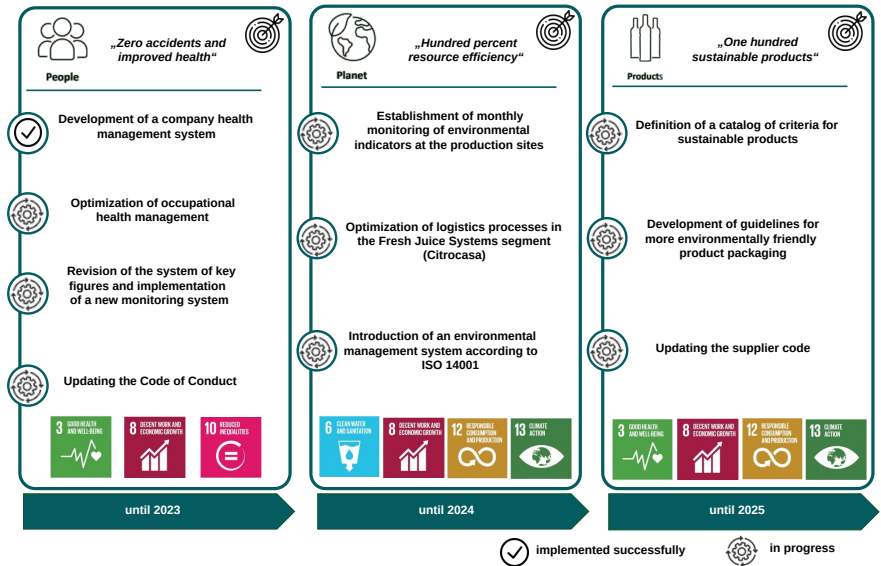 „Zero accidents and
improved health“
People
Development of a company health
management system
Optimization of occupational
health management
Revision of the system of key
figures and implementation
of a new monitoring system
Updating the Code of Conduct
3 GOOD HEALTH
AND WELL-BEING
8 DECENT WORK AND
ECONOMIC GROWTH
10 REDUCED
INEQUALITIES
until 2023
„Hundred percent
resource efficiency“
Planet
Establishment of monthly
monitoring of environmental
indicators at the production sites
Optimization of logistics processes in
the Fresh Juice Systems segment
(Citrocasa)
Introduction of an environmental
management system according to
ISO 14001
6 CLEAN WATER
AND SANITATION
8 DECENT WORK AND
ECONOMIC GROWTH
12 RESPONSIBLE
CONSUMPTION
AND PRODUCTION
13 CLIMATE
ACTION
until 2024
„One hundred
sustainable products“
Products
Definition of a catalog of criteria for
sustainable products
Development of guidelines for
more environmentally friendly
product packaging
Updating the supplier code
3 GOOD HEALTH
AND WELL-BEING
8 DECENT WORK AND
ECONOMIC GROWTH
12 RESPONSIBLE
CONSUMPTION
AND PRODUCTION
13 CLIMATE
ACTION
until 2025
implemented successfully
in progress